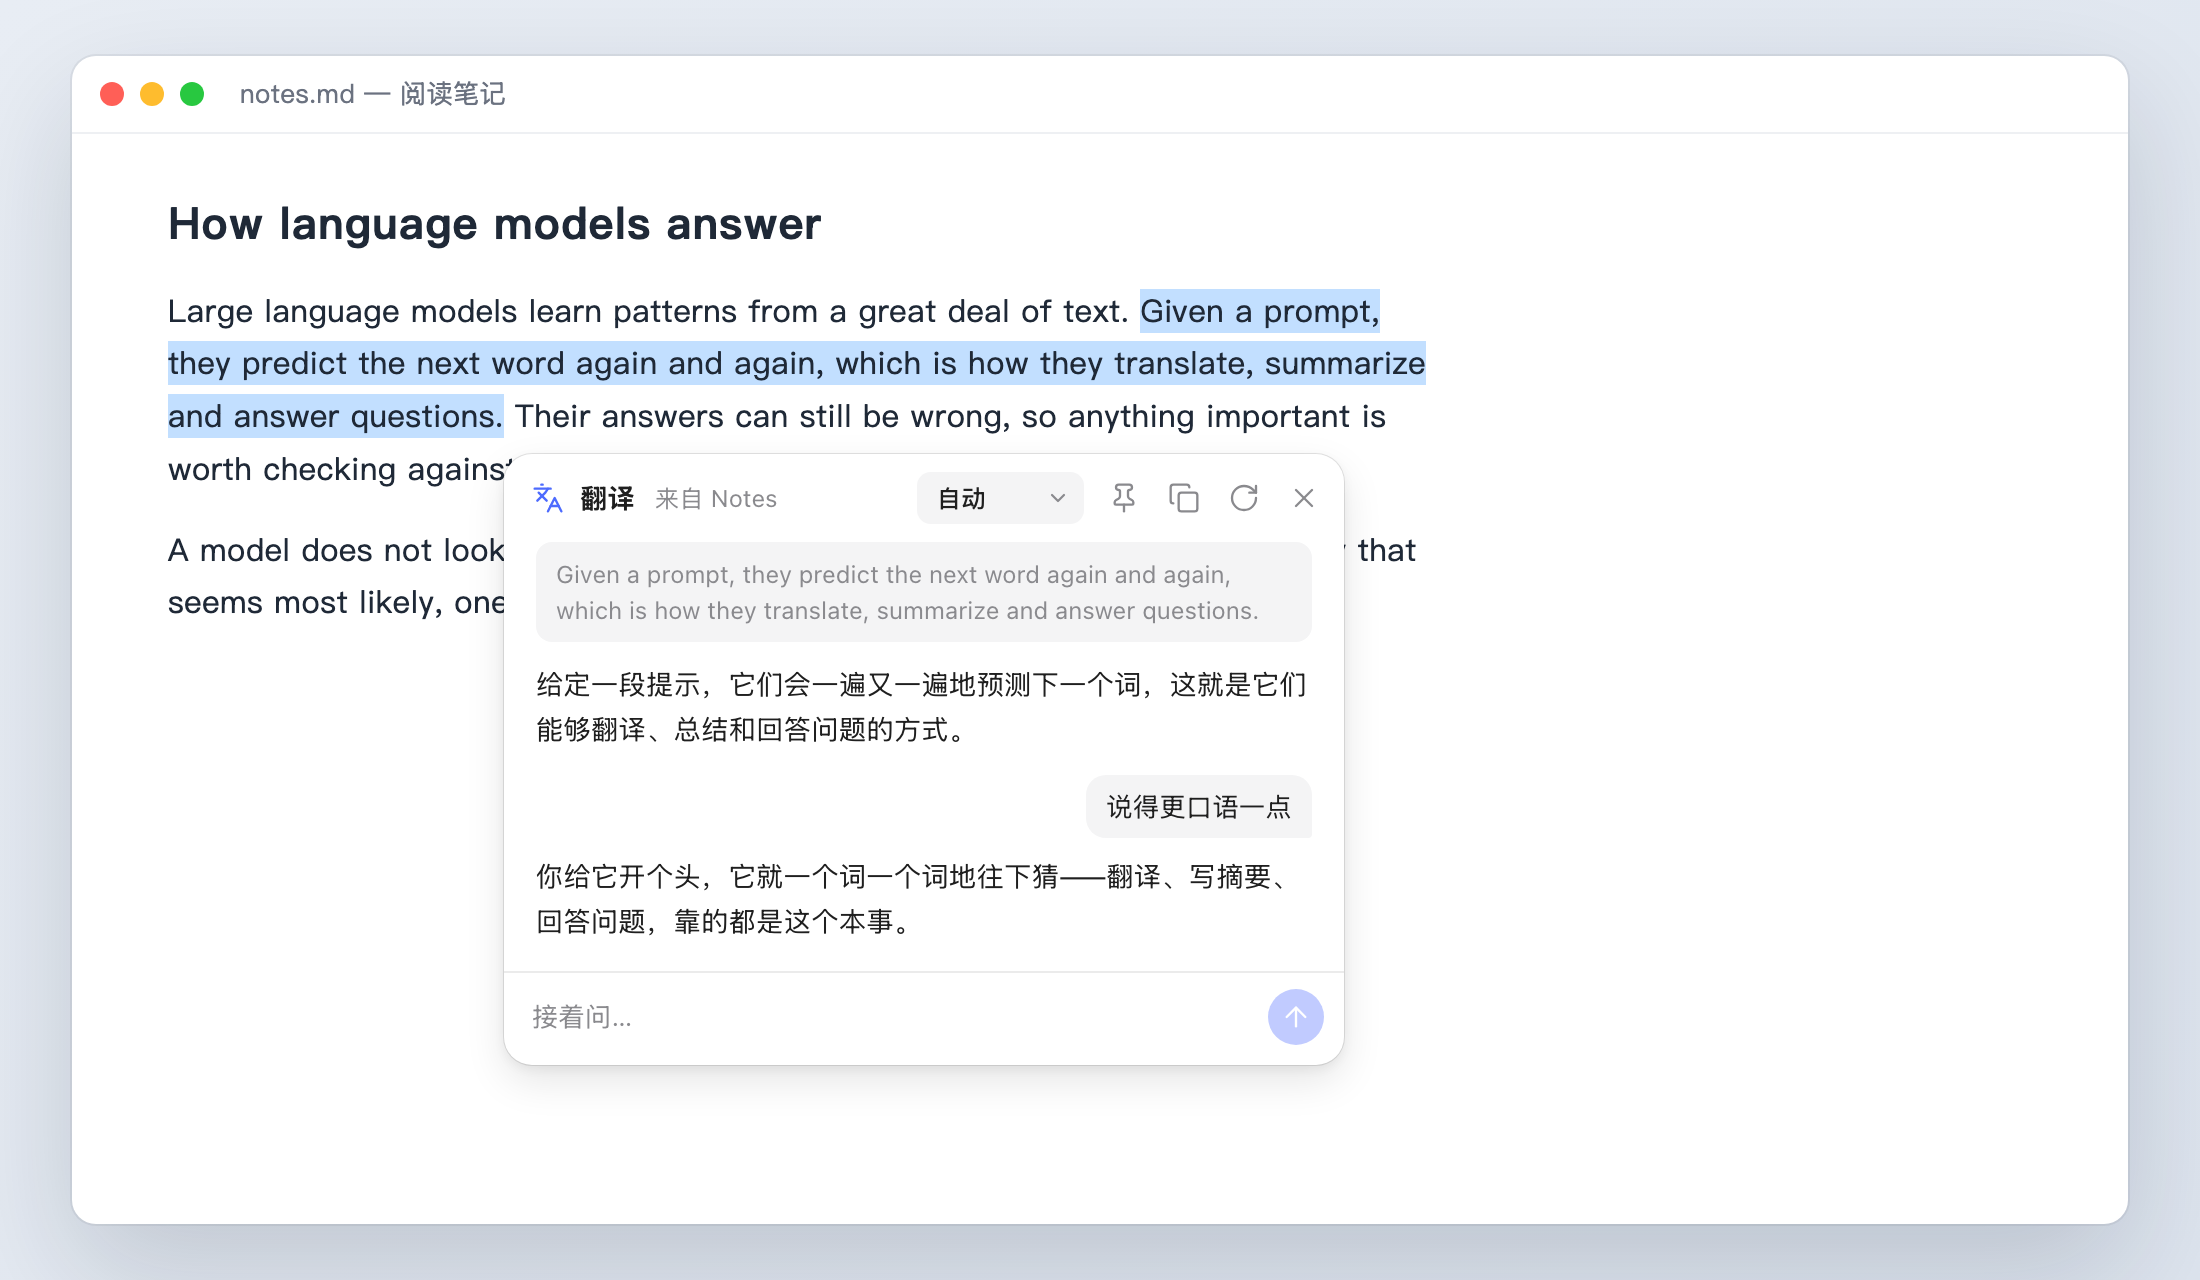 notes.md — 阅读笔记
How language models answer
Large language models learn patterns from a great deal of text. Given a prompt,
they predict the next word again and again, which is how they translate, summarize
and answer questions. Their answers can still be wrong, so anything important is
worth checking against
A model does not look
that
seems most likely, one
翻译 来自 Notes 自动
Given a prompt, they predict the next word again and again,
which is how they translate, summarize and answer questions.
给定一段提示，它们会一遍又一遍地预测下一个词，这就是它们
能够翻译、总结和回答问题的方式。
说得更口语一点
你给它开个头，它就一个词一个词地往下猜——翻译、写摘要、
回答问题，靠的都是这个本事。
接着问...